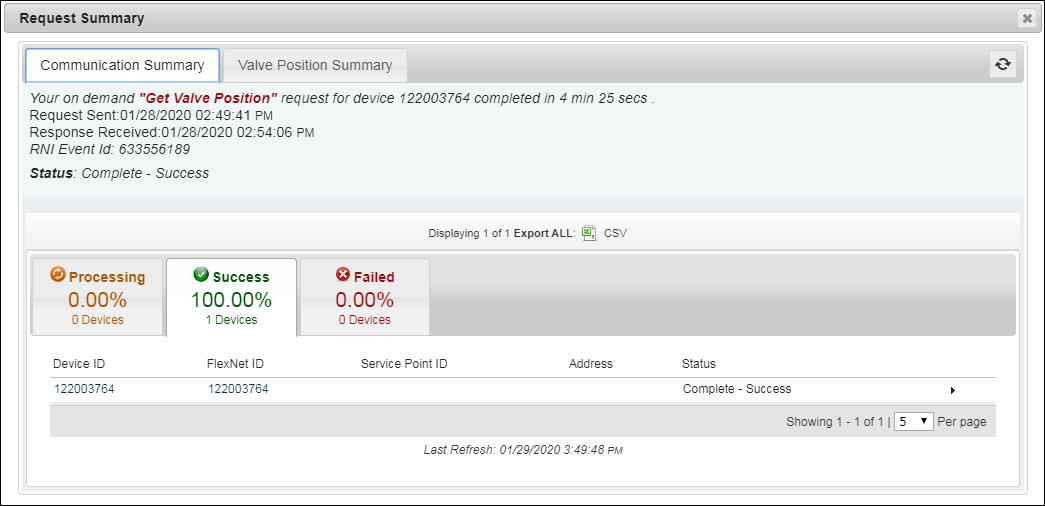 Request Summary
Communication Summary
Valve Position Summary
Your on demand "Get Valve Position" request for device 122003764 completed in 4 min 25 secs .
Request Sent:01/28/2020 02:49:41 PM
Response Received:01/28/2020 02:54:06 PM
RNI Event Id: 633556189
Status: Complete - Success
Displaying 1 of 1 Export ALL: CSV
Processing
0.00%
0 Devices
Success
100.00%
1 Devices
Failed
0.00%
0 Devices
Device ID FlexNet ID Service Point ID Address Status
122003764 122003764 Complete - Success
Showing 1 - 1 of 1 | 5 Per page
Last Refresh: 01/29/2020 3:49:48 PM